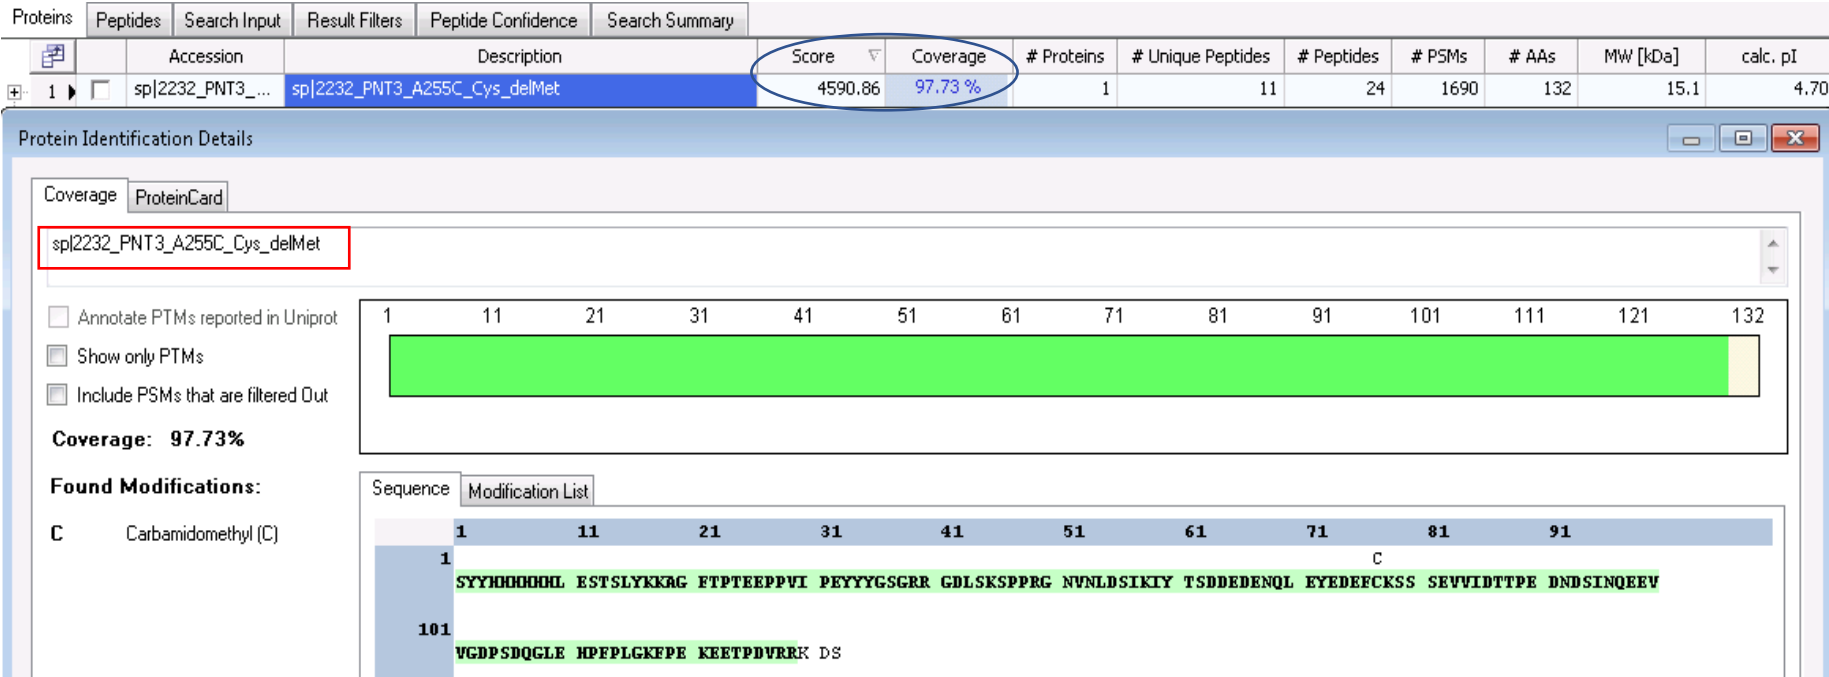 Proteins Peptides Search Input Result Filters Peptide Confidence Search Summary
Accession Description Score Coverage # Proteins # Unique Peptides # Peptides # PSMs # AAs MW [kDa] calc. pI
1 sp|2232_PNT3_... sp|2232_PNT3_A255C_Cys_delMet 4590.86 97.73 % 1 11 24 1690 132 15.1 4.70
Protein Identification Details
Coverage ProteinCard
sp|2232_PNT3_A255C_Cys_delMet
Annotate PTMs reported in Uniprot
Show only PTMs
Include PSMs that are filtered Out
Coverage: 97.73%
Found Modifications:
C Carbamidomethyl (C)
1 11 21 31 41 51 61 71 81 91 101 111 121 132
Sequence Modification List
1 11 21 31 41 51 61 71 81 91
1 C
SYYHHHHHHL ESTSLYKKAG FTPTEEPPVI PEYYYGSGRR GDLSKSPPRG NVNLDSIKIY TSDDEDENQL EYEDEFCKSS SEVVIDTTPE DNDSINQEEV
101
VGDPSDQGLE HPFPLGKFPE KEETPDVRRK DS